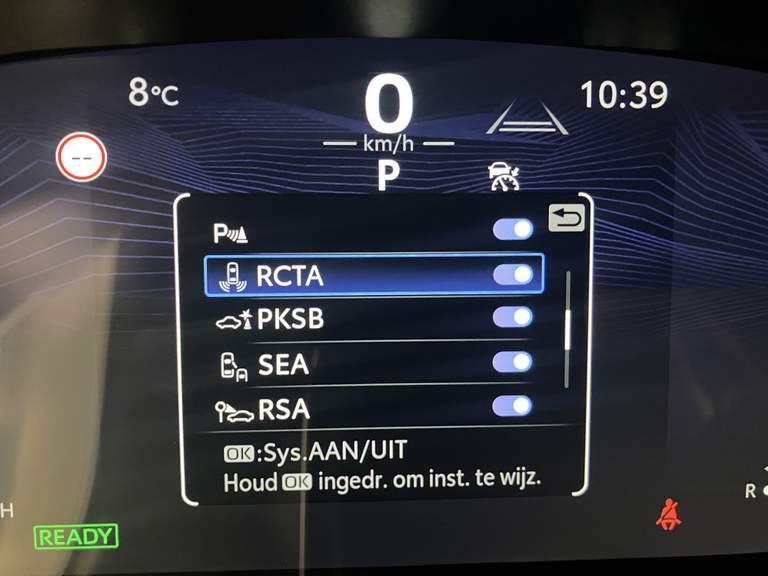 8°C
0
10:39
km/h
--
P
P
RCTA
PKSB
SEA
RSA
OK:Sys.AAN/UIT
Houd OK ingedr. om inst. te wijz.
R
H
READY